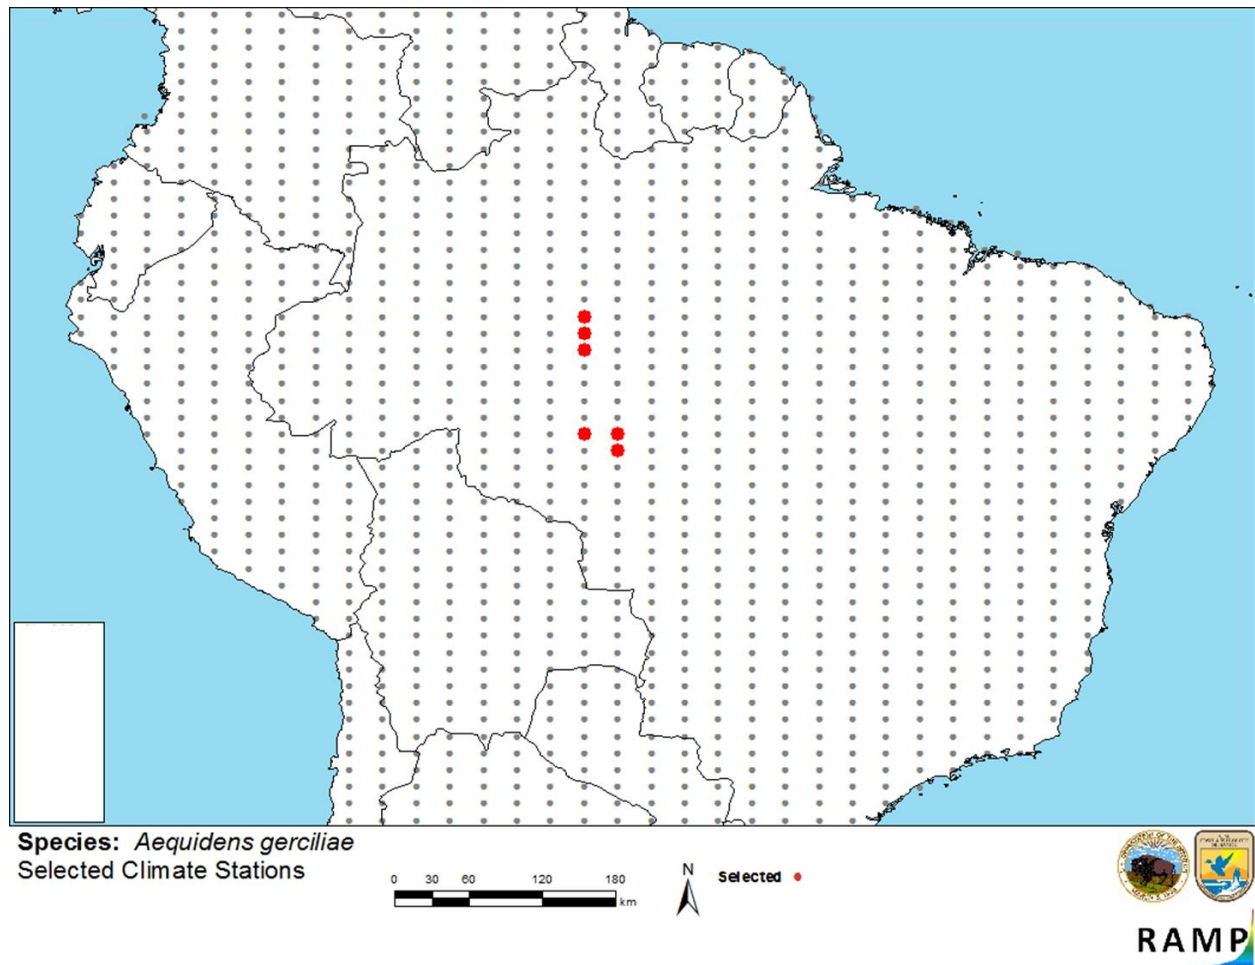 Species: Aequidens gerciliae
Selected Climate Stations
0 30 60 120 180
km
N
Selected
RAMP